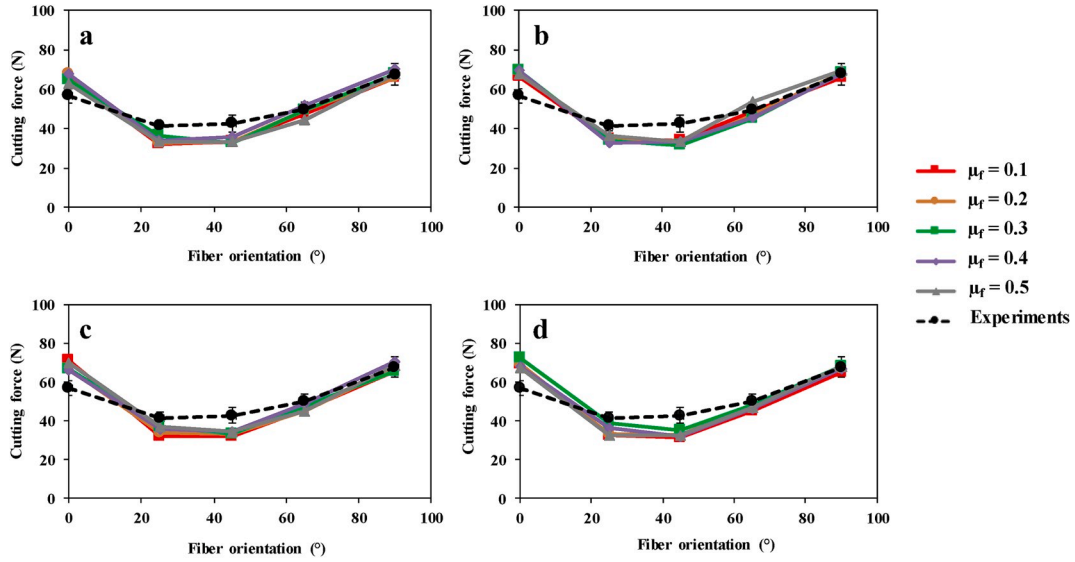 a
Cutting force (N)
100
80
60
40
20
0
0 20 40 60 80 100
Fiber orientation (°)
b
Cutting force (N)
100
80
60
40
20
0
0 20 40 60 80 100
Fiber orientation (°)
c
Cutting force (N)
100
80
60
40
20
0
0 20 40 60 80 100
Fiber orientation (°)
d
Cutting force (N)
100
80
60
40
20
0
0 20 40 60 80 100
Fiber orientation (°)
μf = 0.1
μf = 0.2
μf = 0.3
μf = 0.4
μf = 0.5
Experiments